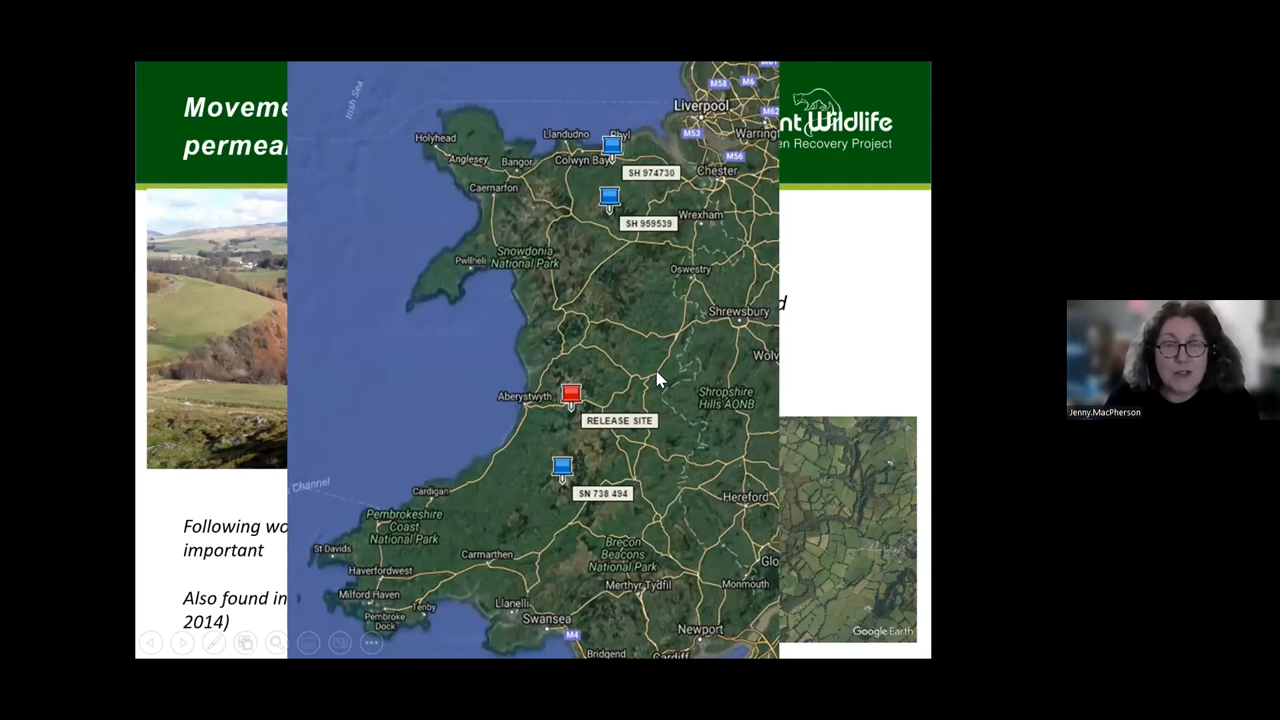 Moveme
permea
nt Wildlife
en Recovery Project
Irish Sea
M58
M6
Liverpool
M62
Holyhead
Llandudno
Rhyl
M53
Warring
Anglesey
Bangor
Colwyn Bay
M56
SH 974730
Chester
Caernarfon
SH 959539
Wrexham
Snowdonia
National Park
Pwllheli
Oswestry
d
Shrewsbury
Wolv
Aberystwyth
Shropshire
Hills AONB
RELEASE SITE
s Channel
Cardigan
SN 738 494
Hereford
Following wo
important
Pembrokeshire
Coast
National Park
St Davids
Carmarthen
Brecon
Beacons
National Park
Glo
Haverfordwest
Merthyr Tydfil
Monmouth
Also found in
2014)
Milford Haven
Tenby
Llanelli
Pembroke
Dock
Swansea
Newport
M4
Bridgend
Cardiff
Google Earth
Jenny.MacPherson